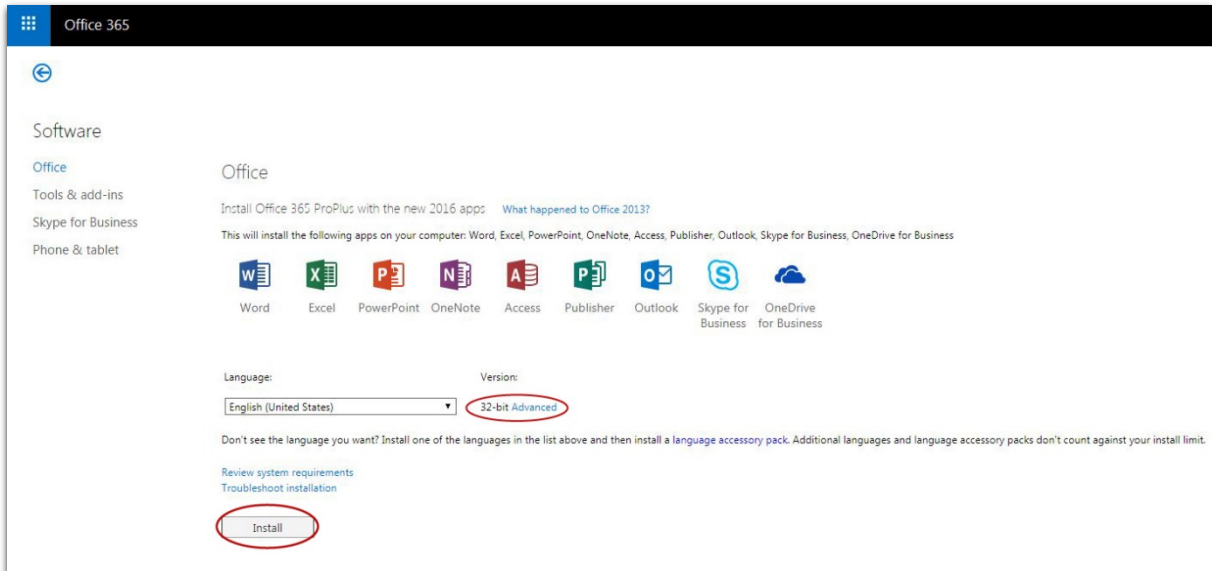 Office 365
Software
Office
Tools & add-ins
Skype for Business
Phone & tablet
Office
Install Office 365 ProPlus with the new 2016 apps What happened to Office 2013?
This will install the following apps on your computer: Word, Excel, PowerPoint, OneNote, Access, Publisher, Outlook, Skype for Business, OneDrive for Business
Word Excel PowerPoint OneNote Access Publisher Outlook Skype for Business OneDrive for Business
Language: Version:
English (United States) 32-bit Advanced
Don't see the language you want? Install one of the languages in the list above and then install a language accessory pack. Additional languages and language accessory packs don't count against your install limit.
Review system requirements
Troubleshoot installation
Install